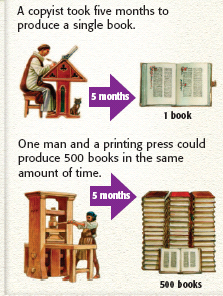 A copyist took five months to
produce a single book.
5 months
1 book
One man and a printing press could
produce 500 books in the same
amount of time.
5 months
500 books